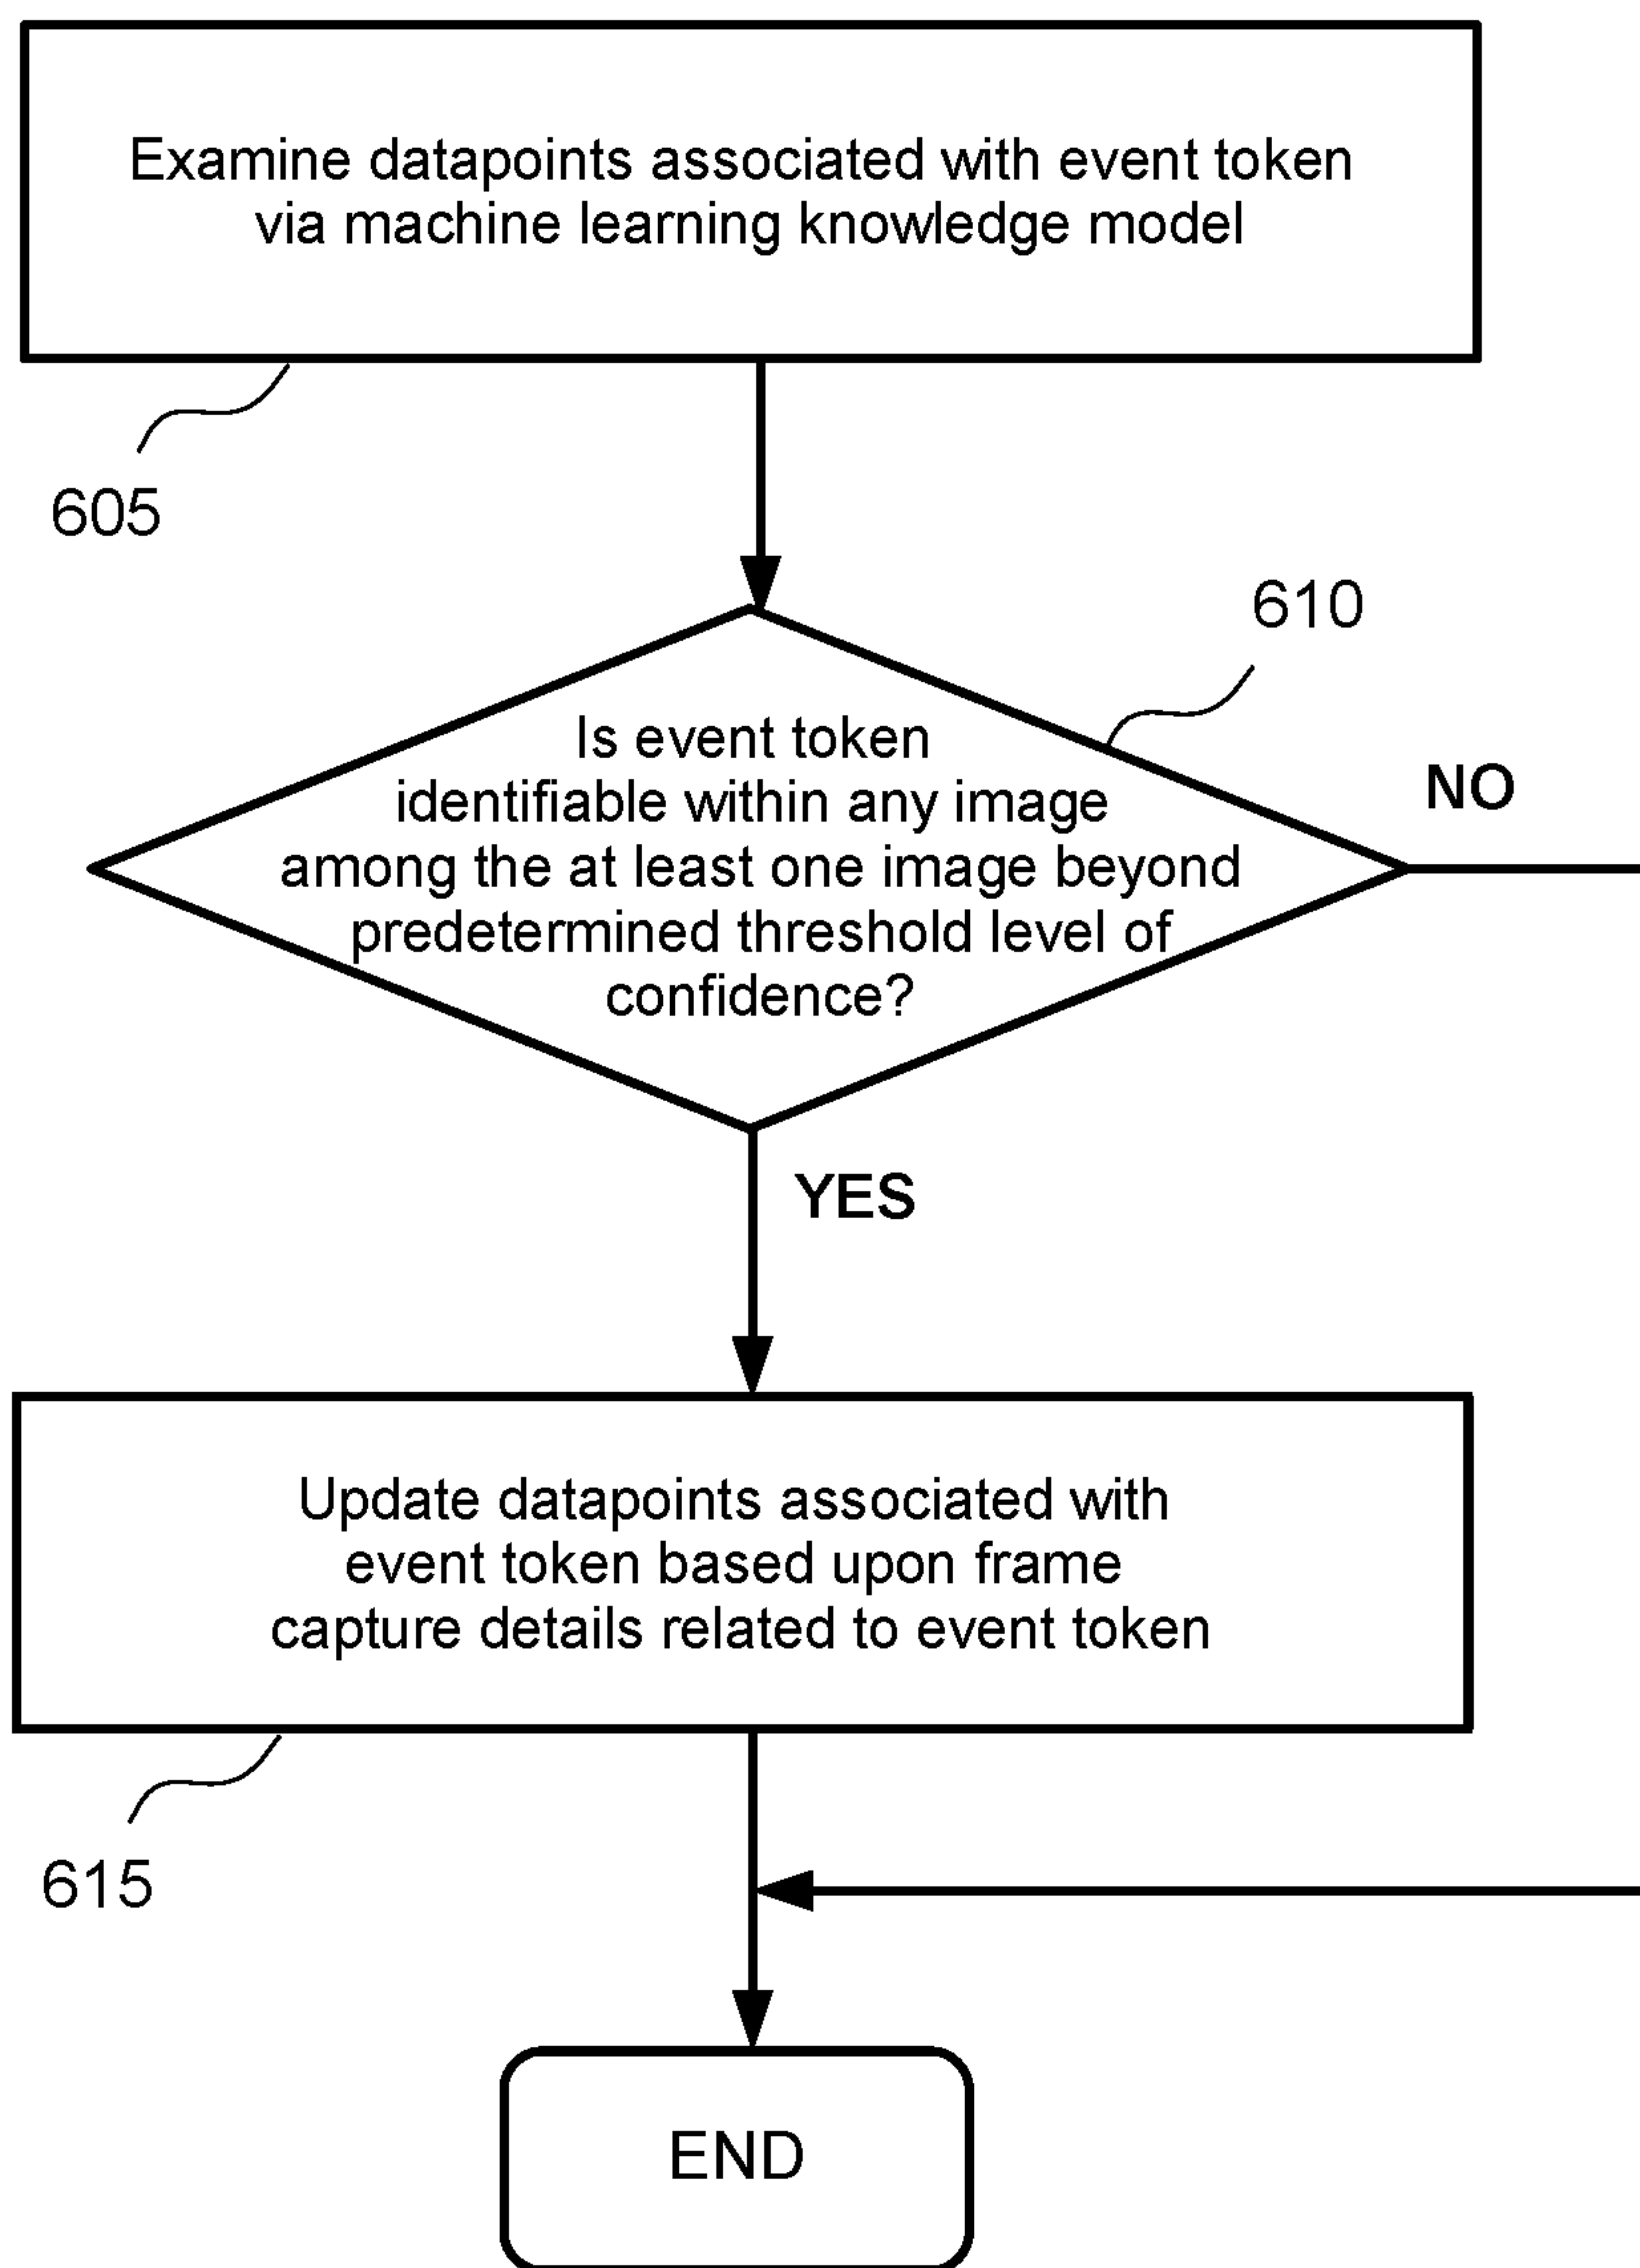 Examine datapoints associated with event token
via machine learning knowledge model
605
610
Is event token
identifiable within any image
among the at least one image beyond
predetermined threshold level of
confidence?
NO
YES
Update datapoints associated with
event token based upon frame
capture details related to event token
615
END